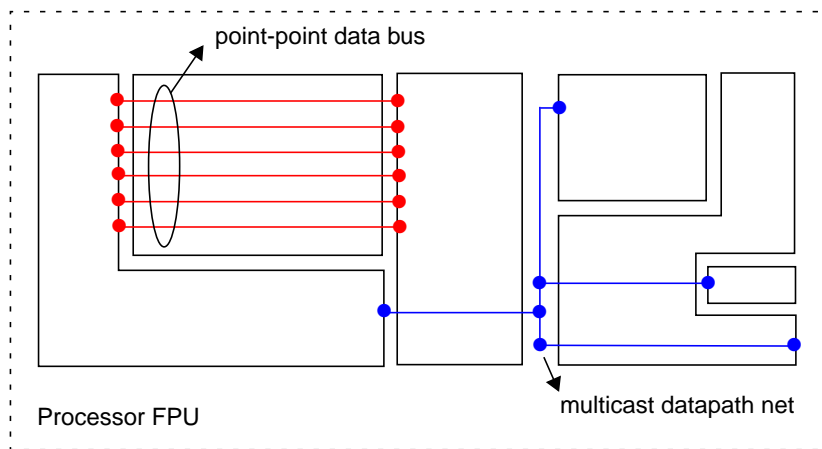 point-point data bus
multicast datapath net
Processor FPU